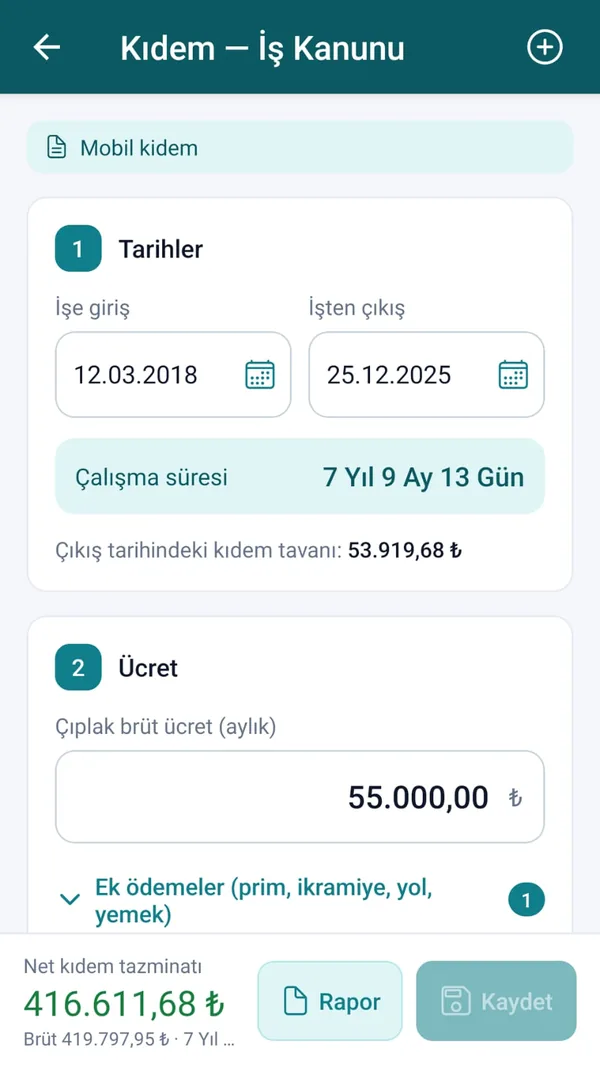 Kıdem — İş Kanunu
Mobil kidem
1 Tarihler
İşe giriş
İşten çıkış
12.03.2018
25.12.2025
Çalışma süresi
7 Yıl 9 Ay 13 Gün
Çıkış tarihindeki kıdem tavanı: 53.919,68 ₺
2 Ücret
Çıplak brüt ücret (aylık)
55.000,00 ₺
Ek ödemeler (prim, ikramiye, yol,
yemek)
1
Net kıdem tazminatı
416.611,68 ₺
Brüt 419.797,95 ₺ · 7 Yıl ...
Rapor
Kaydet